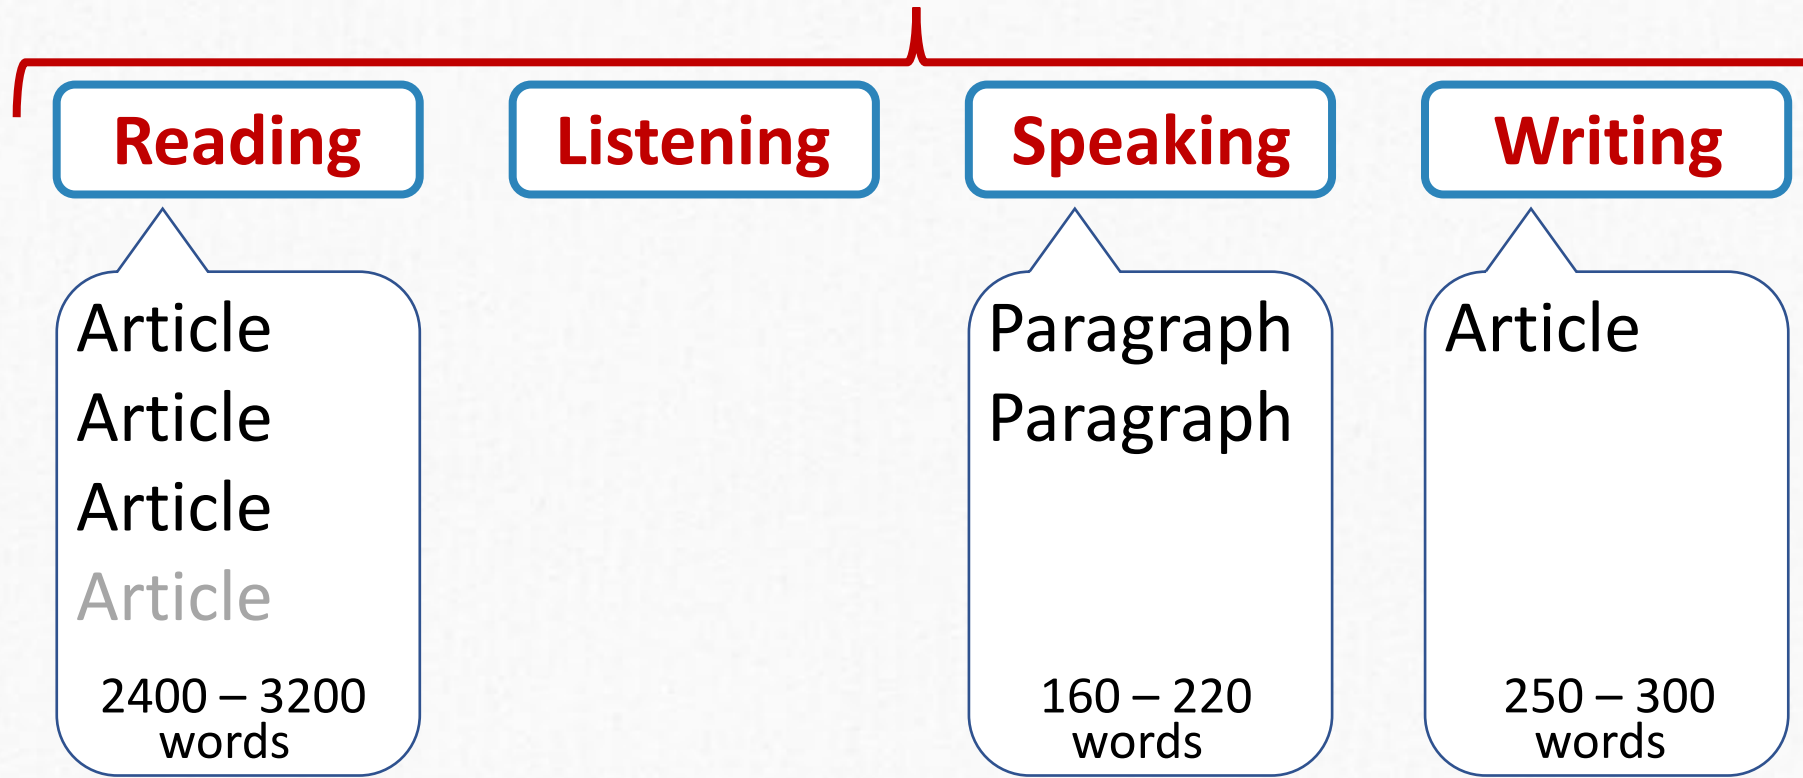 Reading
Listening
Speaking
Writing
Article
Article
Article
Article
2400 – 3200
words
Paragraph
Paragraph
160 – 220
words
Article
250 – 300
words